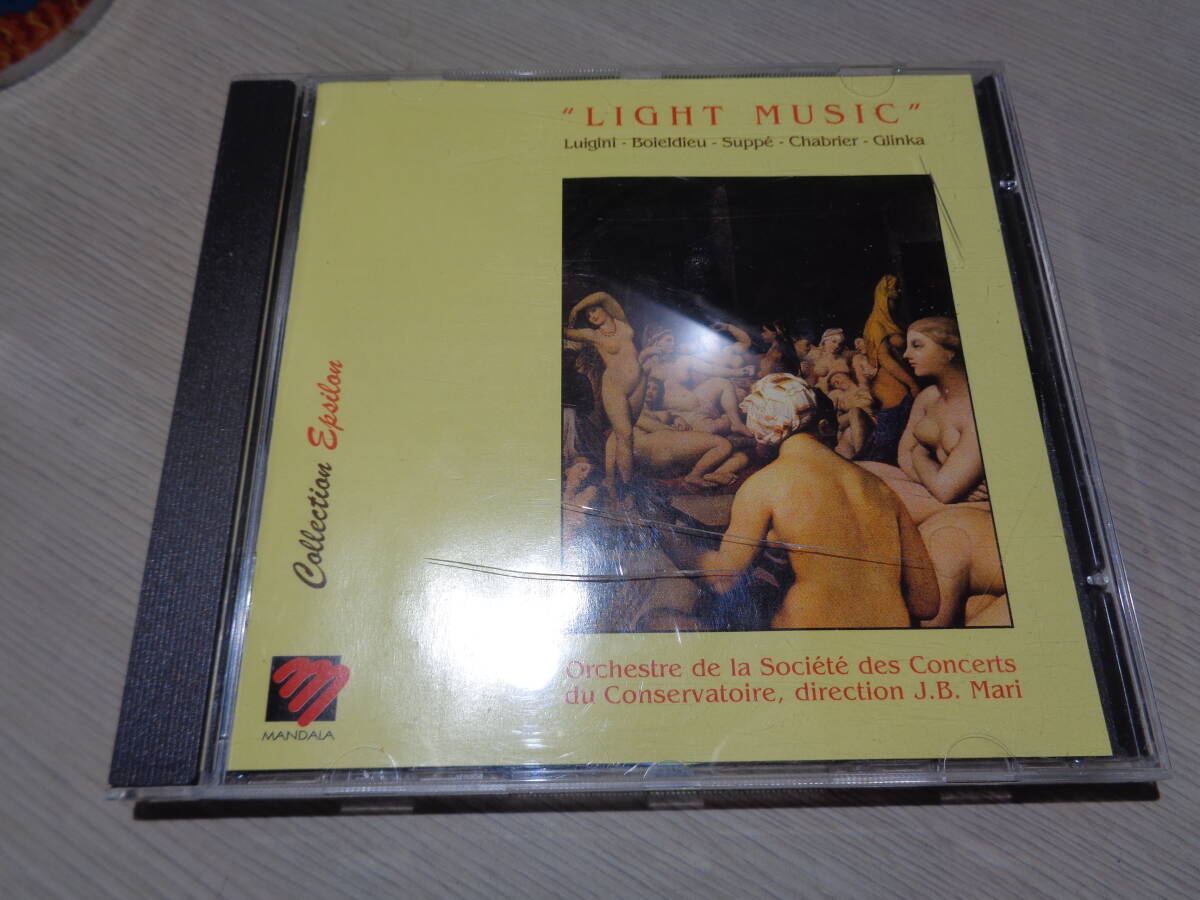 "LIGHT MUSIC"
Luigini - Boieldieu - Suppé - Chabrier - Glinka
Collection Epsilon
Orchestre de la Société des Concerts
du Conservatoire, direction J.B. Mari
MANDALA